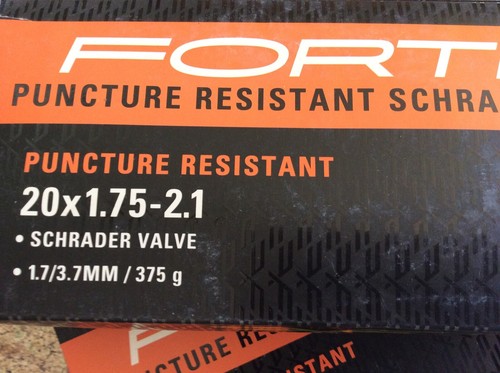 FORT
PUNCTURE RESISTANT SCHRA
PUNCTURE RESISTANT
20x1.75-2.1
• SCHRADER VALVE
• 1.7/3.7MM / 375 g
CTURE RESISTANT